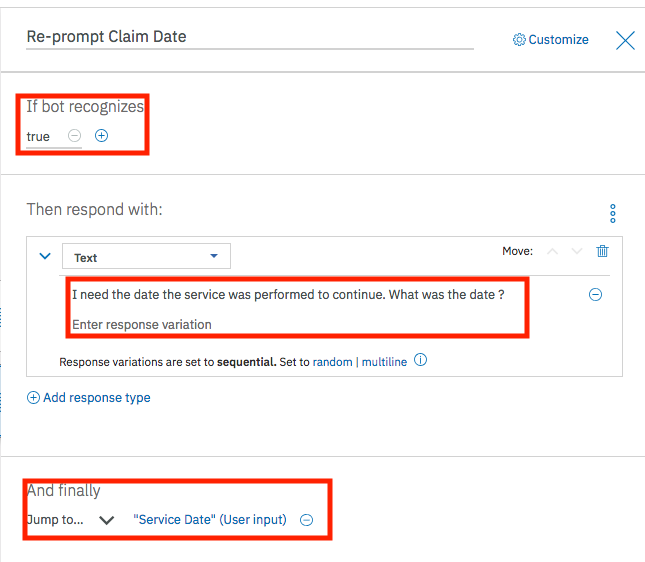 Re-prompt Claim Date
Customize
If bot recognizes
true
Then respond with:
Text
Move:
I need the date the service was performed to continue. What was the date ?
Enter response variation
Response variations are set to sequential. Set to random | multiline
Add response type
And finally
Jump to... "Service Date" (User input)